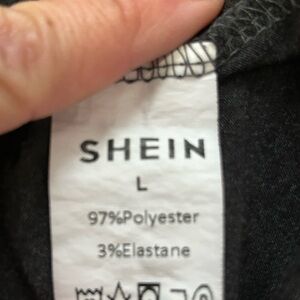 SHEIN
L
97%Polyester
3%Elastane